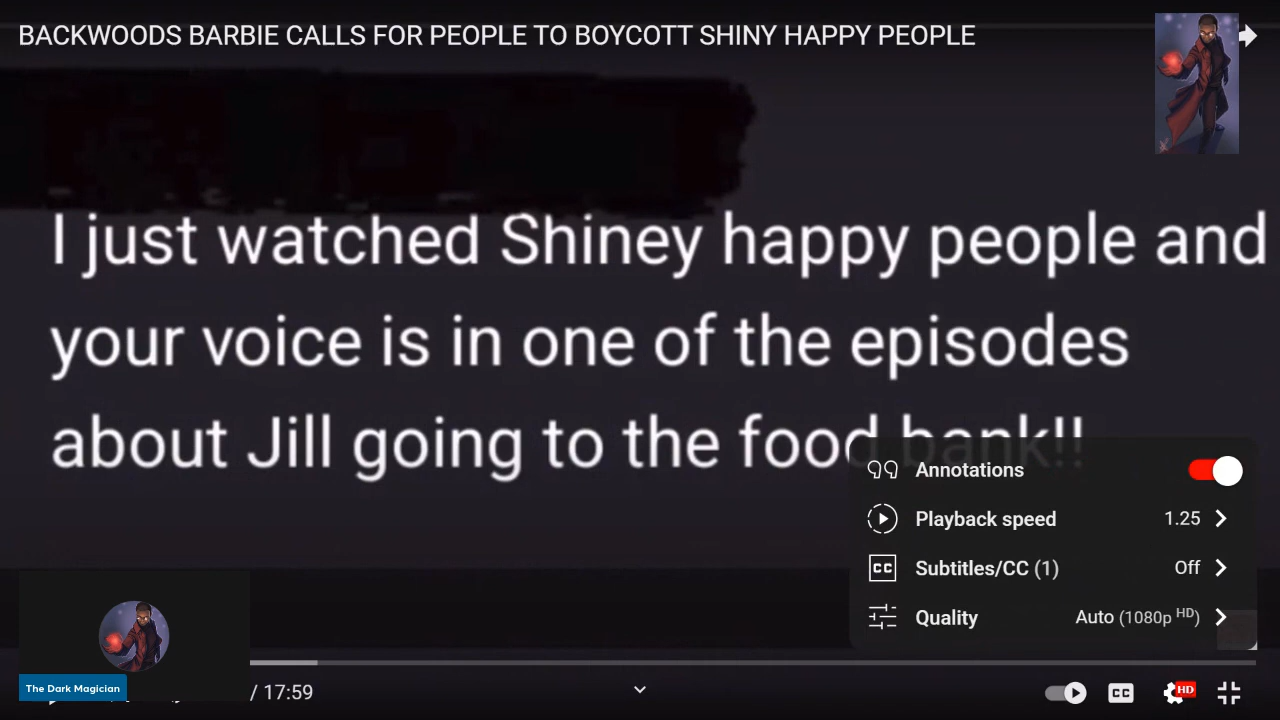 BACKWOODS BARBIE CALLS FOR PEOPLE TO BOYCOTT SHINY HAPPY PEOPLE
I just watched Shiney happy people and
your voice is in one of the episodes
about Jill going to the food bank!!
Annotations
Playback speed 1.25
Subtitles/CC (1) Off
Quality Auto (1080p HD)
The Dark Magician
/ 17:59
CC
HD